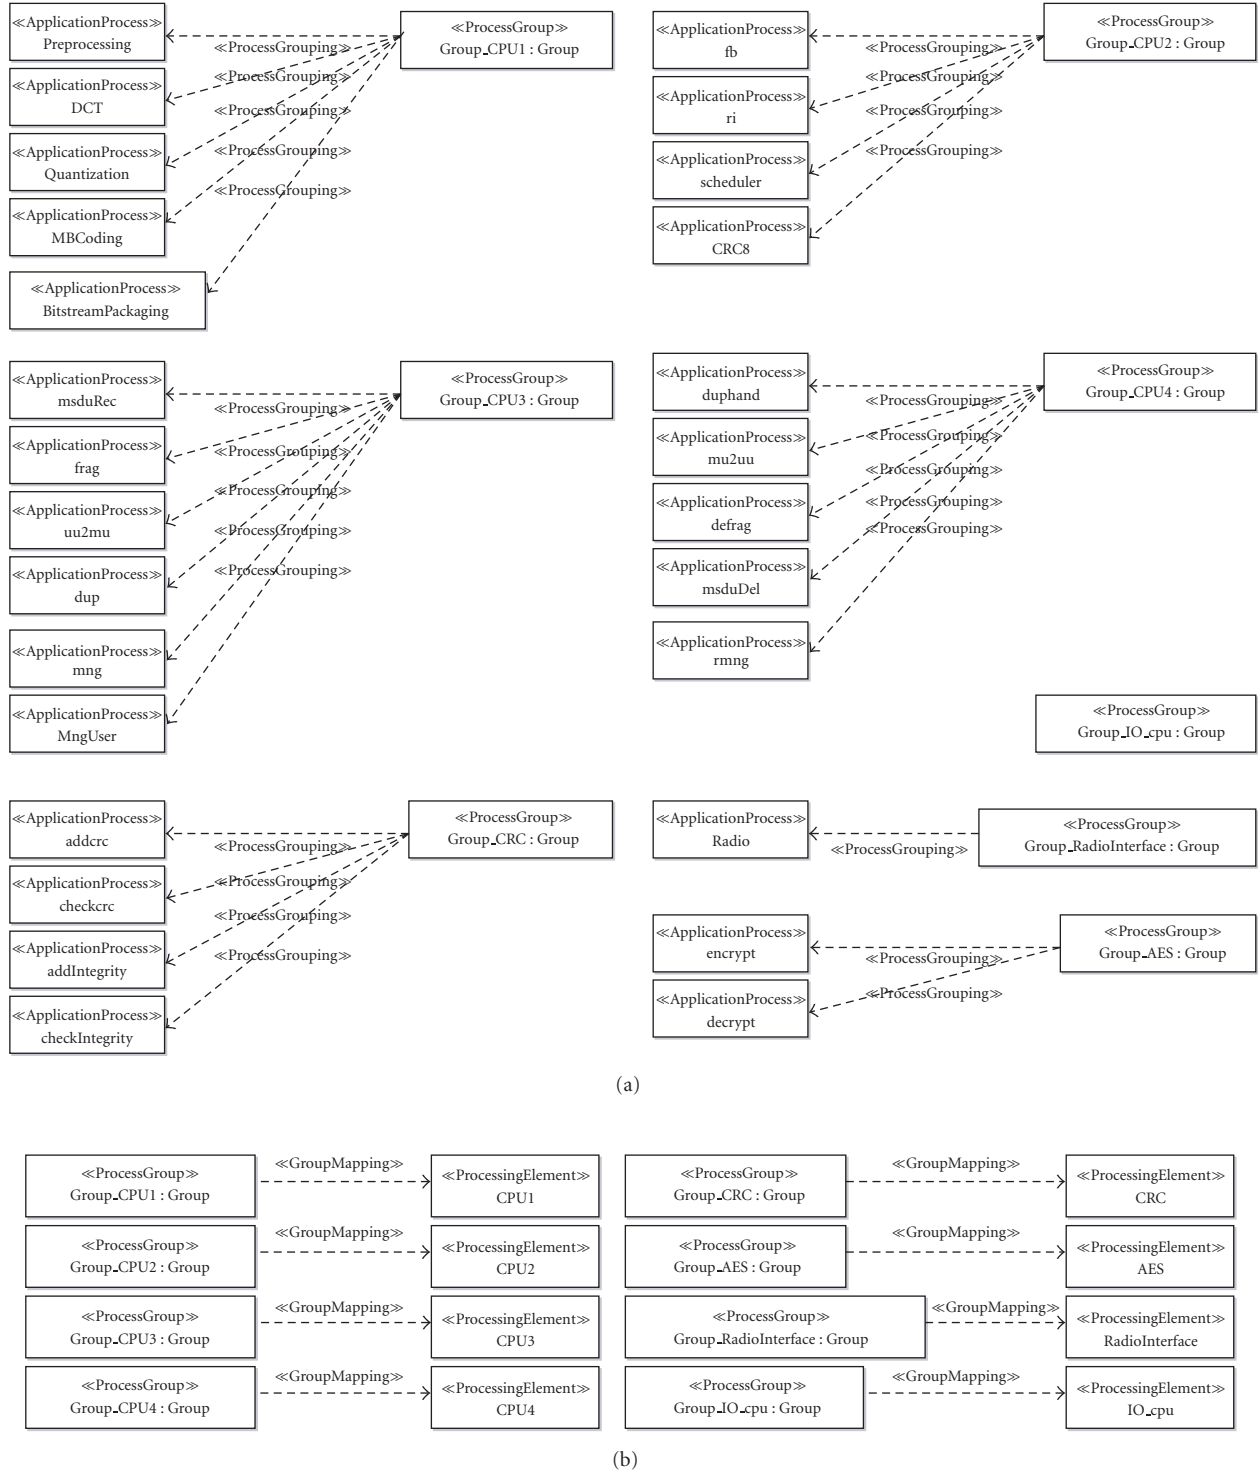 ≪ApplicationProcess≫
Preprocessing
≪ApplicationProcess≫
DCT
≪ApplicationProcess≫
Quantization
≪ApplicationProcess≫
MBCoding
≪ApplicationProcess≫
BitstreamPackaging
≪ProcessGrouping≫
≪ProcessGrouping≫
≪ProcessGrouping≫
≪ProcessGrouping≫
≪ProcessGrouping≫
≪ProcessGroup≫
Group_CPU1 : Group
≪ApplicationProcess≫
fb
≪ApplicationProcess≫
ri
≪ApplicationProcess≫
scheduler
≪ApplicationProcess≫
CRC8
≪ProcessGrouping≫
≪ProcessGrouping≫
≪ProcessGrouping≫
≪ProcessGrouping≫
≪ProcessGroup≫
Group_CPU2 : Group
≪ApplicationProcess≫
msduRec
≪ApplicationProcess≫
frag
≪ApplicationProcess≫
uu2mu
≪ApplicationProcess≫
dup
≪ApplicationProcess≫
mng
≪ApplicationProcess≫
MngUser
≪ProcessGrouping≫
≪ProcessGrouping≫
≪ProcessGrouping≫
≪ProcessGrouping≫
≪ProcessGrouping≫
≪ProcessGroup≫
Group_CPU3 : Group
≪ApplicationProcess≫
duphand
≪ApplicationProcess≫
mu2uu
≪ApplicationProcess≫
defrag
≪ApplicationProcess≫
msduDel
≪ApplicationProcess≫
rmng
≪ProcessGrouping≫
≪ProcessGrouping≫
≪ProcessGrouping≫
≪ProcessGrouping≫
≪ProcessGrouping≫
≪ProcessGroup≫
Group_CPU4 : Group
≪ProcessGroup≫
Group_IO_cpu : Group
≪ApplicationProcess≫
addcrc
≪ApplicationProcess≫
checkcrc
≪ApplicationProcess≫
addIntegrity
≪ApplicationProcess≫
checkIntegrity
≪ProcessGrouping≫
≪ProcessGrouping≫
≪ProcessGrouping≫
≪ProcessGrouping≫
≪ProcessGroup≫
Group_CRC : Group
≪ApplicationProcess≫
Radio
≪ProcessGrouping≫
≪ProcessGroup≫
Group_RadioInterface : Group
≪ApplicationProcess≫
encrypt
≪ApplicationProcess≫
decrypt
≪ProcessGrouping≫
≪ProcessGrouping≫
≪ProcessGroup≫
Group_AES : Group
(a)
≪ProcessGroup≫
Group_CPU1 : Group
≪GroupMapping≫
≪ProcessingElement≫
CPU1
≪ProcessGroup≫
Group_CPU2 : Group
≪GroupMapping≫
≪ProcessingElement≫
CPU2
≪ProcessGroup≫
Group_CPU3 : Group
≪GroupMapping≫
≪ProcessingElement≫
CPU3
≪ProcessGroup≫
Group_CPU4 : Group
≪GroupMapping≫
≪ProcessingElement≫
CPU4
≪ProcessGroup≫
Group_CRC : Group
≪GroupMapping≫
≪ProcessingElement≫
CRC
≪ProcessGroup≫
Group_AES : Group
≪GroupMapping≫
≪ProcessingElement≫
AES
≪ProcessGroup≫
Group_RadioInterface : Group
≪GroupMapping≫
≪ProcessingElement≫
RadioInterface
≪ProcessGroup≫
Group_IO_cpu : Group
≪GroupMapping≫
≪ProcessingElement≫
IO_cpu
(b)